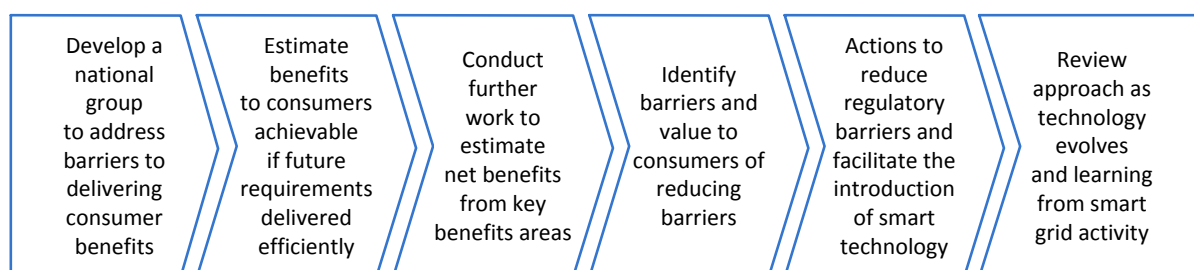 Develop a
national
group
to address
barriers to
delivering
consumer
benefits
Estimate
benefits
to consumers
achievable
if future
requirements
delivered
efficiently
Conduct
further
work to
estimate
net benefits
from key
benefits areas
Identify
barriers and
value to
consumers of
reducing
barriers
Actions to
reduce
regulatory
barriers and
facilitate the
introduction
of smart
technology
Review
approach as
technology
evolves
and learning
from smart
grid activity